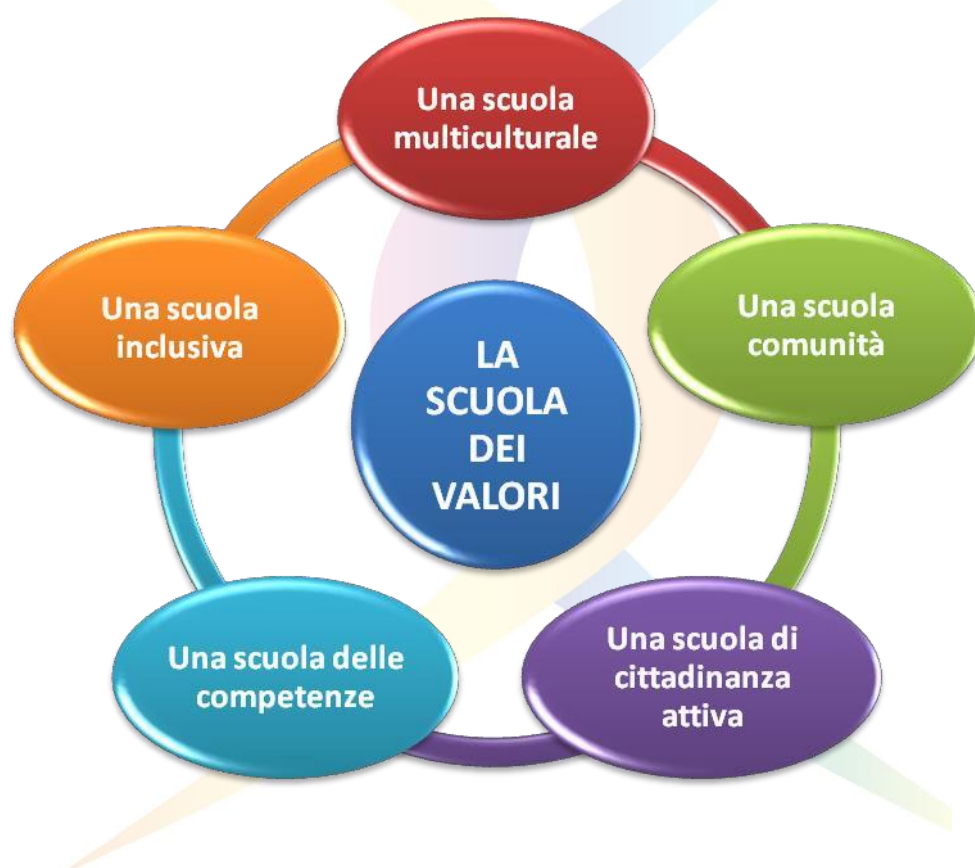 Una scuola
multiculturale
Una scuola
inclusiva
Una scuola
comunità
LA
SCUOLA
DEI
VALORI
Una scuola delle
competenze
Una scuola di
cittadinanza
attiva